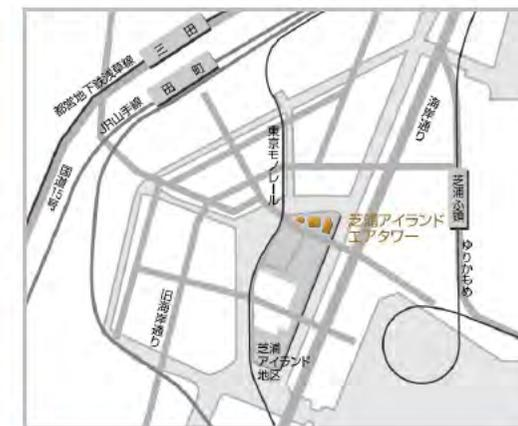 三田
都営地下鉄浅草線
田町
JR山手線
国道15号
東京モノレール
海岸通り
芝浦ふ頭
ゆりかもめ
芝浦アイランド
エアタワー
旧海岸通り
芝浦
アイランド
地区